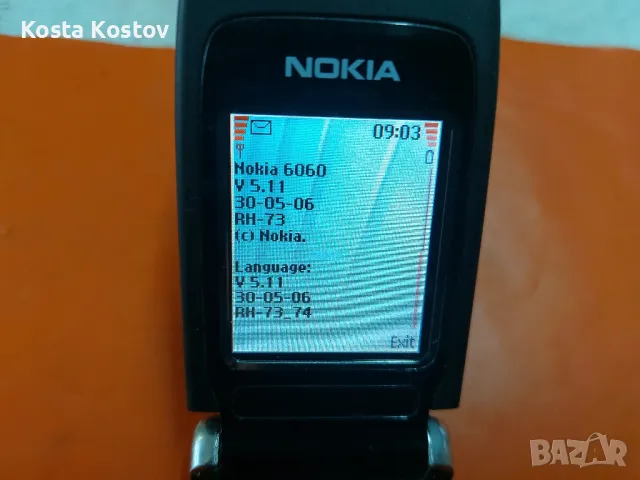 Kosta Kostov
NOKIA
09:03
Nokia 6060
V 5.11
30-05-06
RH-73
(c) Nokia.
Language:
V 5.11
30-05-06
RH-73_74
Exit
BAZAR